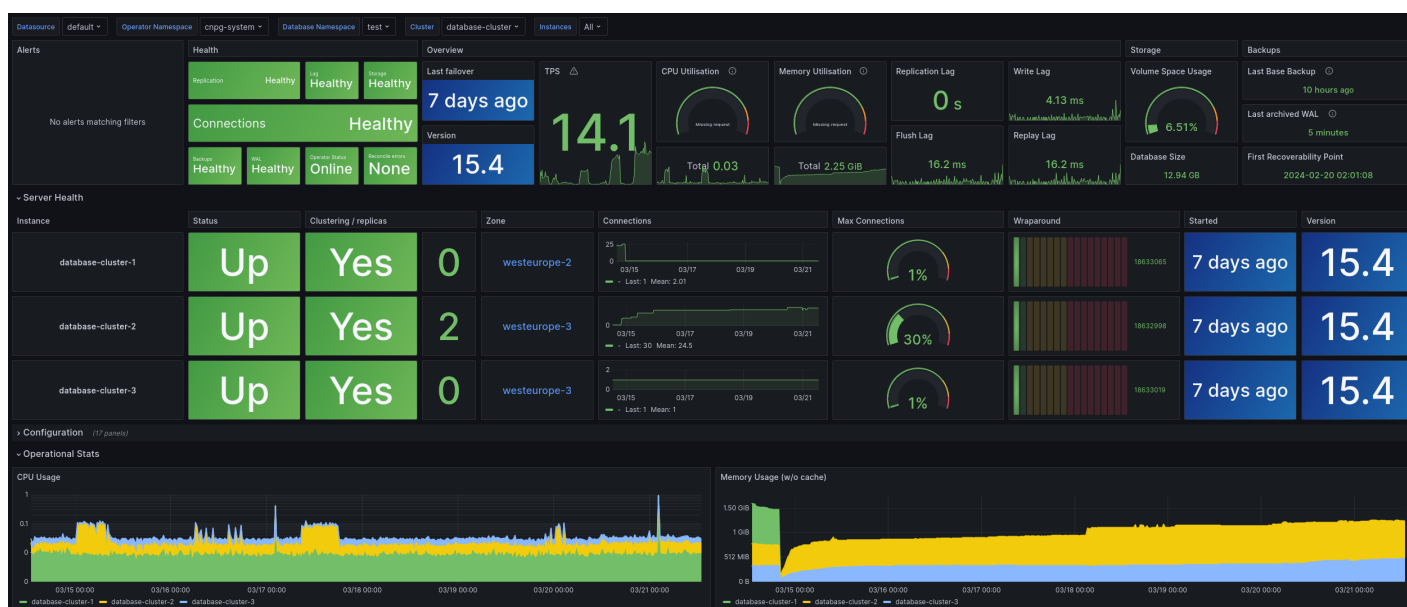 Datasource default Operator Namespace cnpg-system Database Namespace test Cluster database-cluster Instances All
Alerts Health Overview Storage Backups
No alerts matching filters
Replication Healthy
Lag Healthy
Storage Healthy
Connections Healthy
Backups Healthy
WAL Healthy
Operator Status Online
Reconcile errors None
Last failover
7 days ago
Version
15.4
TPS
14.1
CPU Utilisation
Missing request
Total 0.03
Memory Utilisation
Missing request
Total 2.25 GiB
Replication Lag
0 s
Write Lag
4.13 ms
Flush Lag
16.2 ms
Replay Lag
16.2 ms
Volume Space Usage
6.51%
Database Size
12.94 GB
Last Base Backup
10 hours ago
Last archived WAL
5 minutes
First Recoverability Point
2024-02-20 02:01:08
Server Health
Instance Status Clustering / replicas Zone Connections Max Connections Wraparound Started Version
database-cluster-1 Up Yes 0 westeurope-2
25
0
03/15 03/17 03/19 03/21
- Last: 1 Mean: 2.01
1% 18633065 7 days ago 15.4
database-cluster-2 Up Yes 2 westeurope-3
0
03/15 03/17 03/19 03/21
- Last: 30 Mean: 24.5
30% 18632998 7 days ago 15.4
database-cluster-3 Up Yes 0 westeurope-3
2
0
03/15 03/17 03/19 03/21
- Last: 1 Mean: 1
1% 18633019 7 days ago 15.4
Configuration (17 panels)
Operational Stats
CPU Usage
1
0.1
0
0
03/15 00:00 03/16 00:00 03/17 00:00 03/18 00:00 03/19 00:00 03/20 00:00 03/21 00:00
database-cluster-1 database-cluster-2 database-cluster-3
Memory Usage (w/o cache)
1.50 GiB
1 GiB
512 MiB
0 B
03/15 00:00 03/16 00:00 03/17 00:00 03/18 00:00 03/19 00:00 03/20 00:00 03/21 00:00
database-cluster-1 database-cluster-2 database-cluster-3